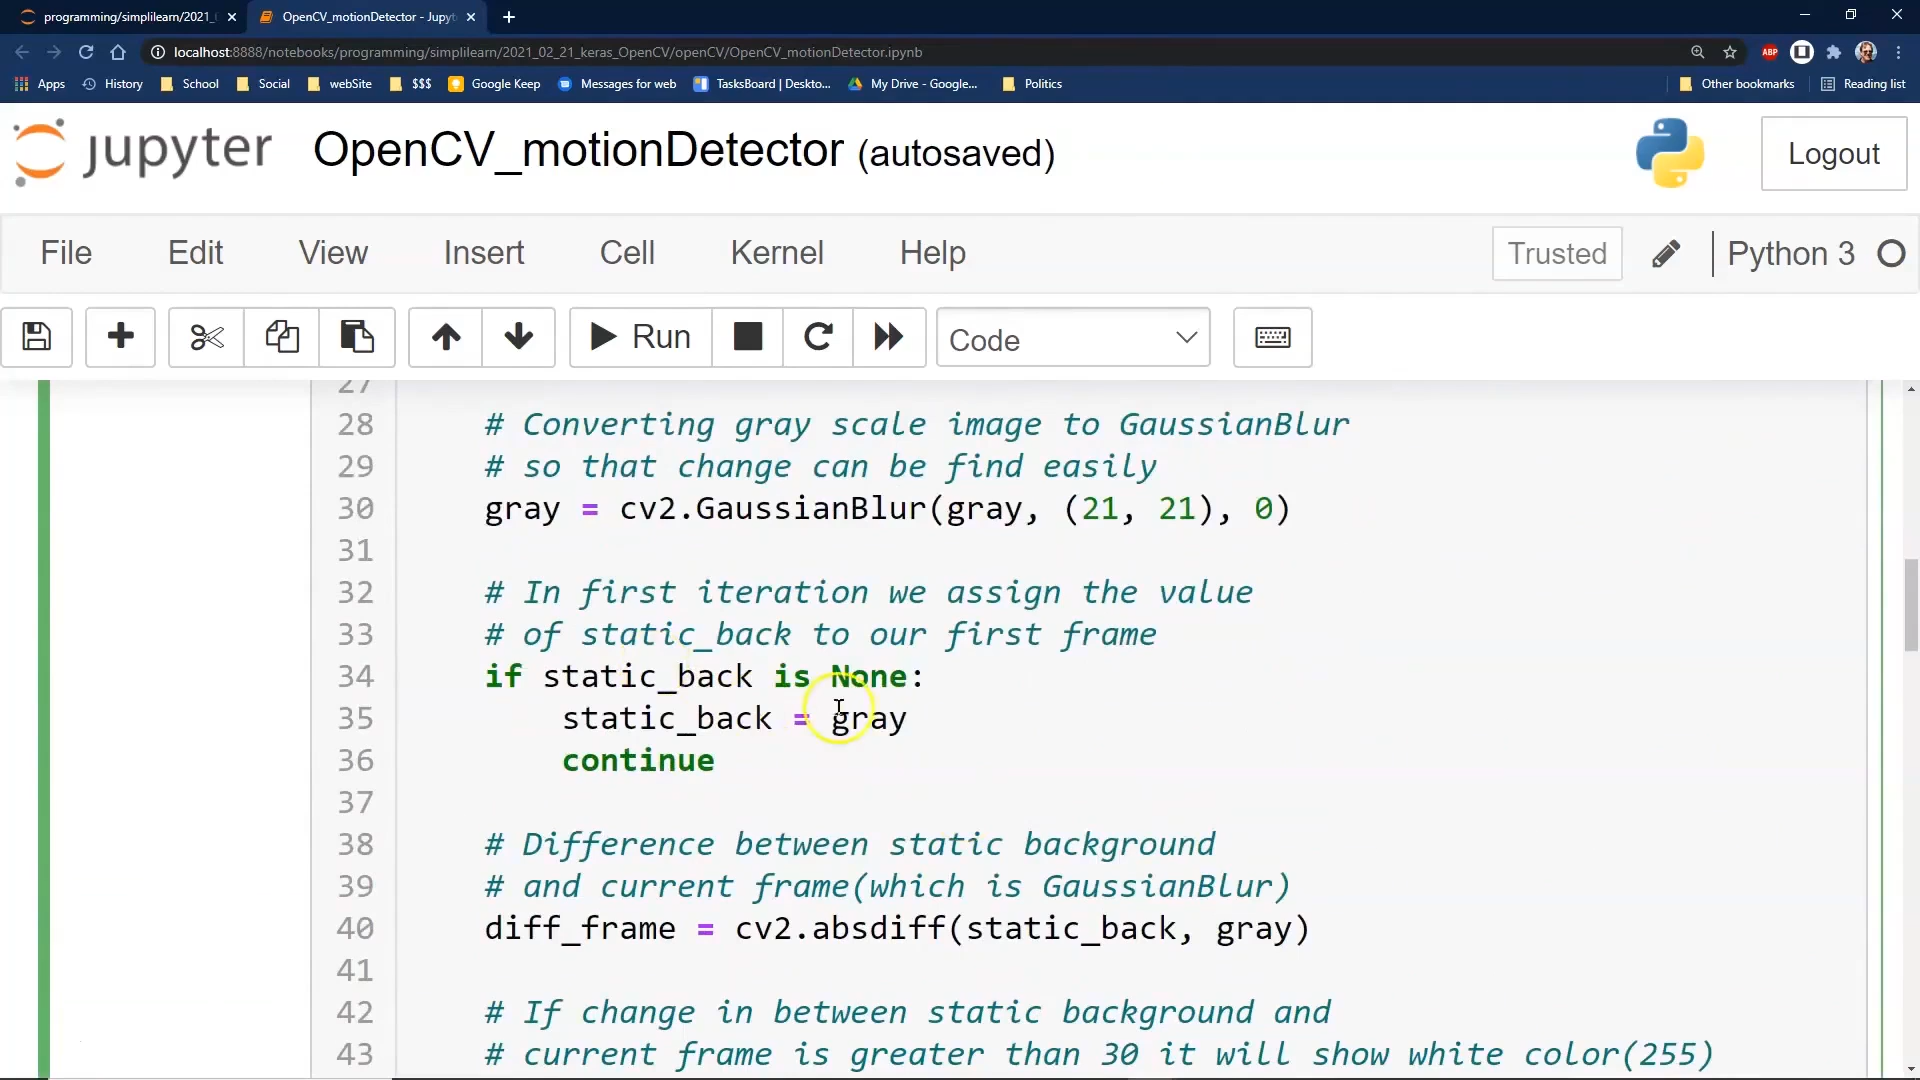 programming/simplilearn/2021_
OpenCV_motionDetector - Jupyt
localhost:8888/notebooks/programming/simplilearn/2021_02_21_keras_OpenCV/openCV/OpenCV_motionDetector.ipynb
ABP
Apps
History
School
Social
webSite
$$$
Google Keep
Messages for web
TasksBoard | Deskto...
My Drive - Google...
Politics
Other bookmarks
Reading list
jupyter
OpenCV_motionDetector (autosaved)
Logout
File
Edit
View
Insert
Cell
Kernel
Help
Trusted
Python 3
Run
Code
27
28 # Converting gray scale image to GaussianBlur
29 # so that change can be find easily
30 gray = cv2.GaussianBlur(gray, (21, 21), 0)
31
32 # In first iteration we assign the value
33 # of static_back to our first frame
34 if static_back is None:
35 static_back = gray
36 continue
37
38 # Difference between static background
39 # and current frame(which is GaussianBlur)
40 diff_frame = cv2.absdiff(static_back, gray)
41
42 # If change in between static background and
43 # current frame is greater than 30 it will show white color(255)